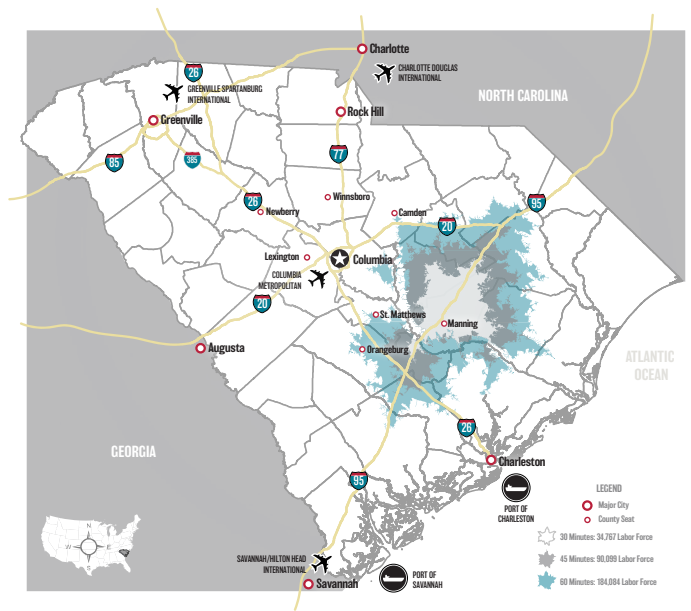 Charlotte
26
CHARLOTTE DOUGLAS
INTERNATIONAL
GREENVILLE SPARTANBURG
INTERNATIONAL
NORTH CAROLINA
Rock Hill
Greenville
77
85
385
26
Winnsboro
95
Newberry
Camden
20
Lexington
Columbia
COLUMBIA
METROPOLITAN
20
St. Matthews
Manning
Augusta
Orangeburg
ATLANTIC
OCEAN
26
GEORGIA
Charleston
95
PORT OF
CHARLESTON
LEGEND
Major City
County Seat
30 Minutes: 34,767 Labor Force
45 Minutes: 90,099 Labor Force
60 Minutes: 184,084 Labor Force
N
W
E
S
SAVANNAH/HILTON HEAD
INTERNATIONAL
Savannah
PORT OF
SAVANNAH